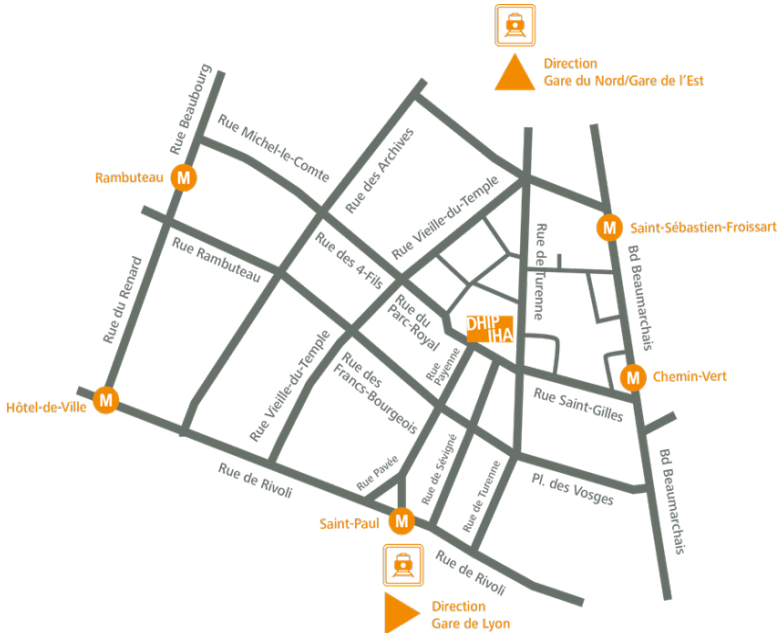 Direction
Gare du Nord/Gare de l'Est
Rue Beaubourg
Rue Michel-le-Comte
Rue des Archives
Rambuteau
M
Rue Vieille-du-Temple
M
Saint-Sébastien-Froissart
Rue Rambuteau
Rue des 4-Fils
Rue de Turenne
Bd Beaumarchais
Rue du Renard
Rue du
Parc-Royal
DHIP
IHA
Rue Vieille-du-Temple
Rue des
Francs-Bourgeois
Rue
Payenne
M
Chemin-Vert
Hôtel-de-Ville
M
Rue Saint-Gilles
Rue de Rivoli
Rue Pavée
Rue de Sévigné
Rue de Turenne
Pl. des Vosges
Bd Beaumarchais
Saint-Paul
M
Rue de Rivoli
Direction
Gare de Lyon